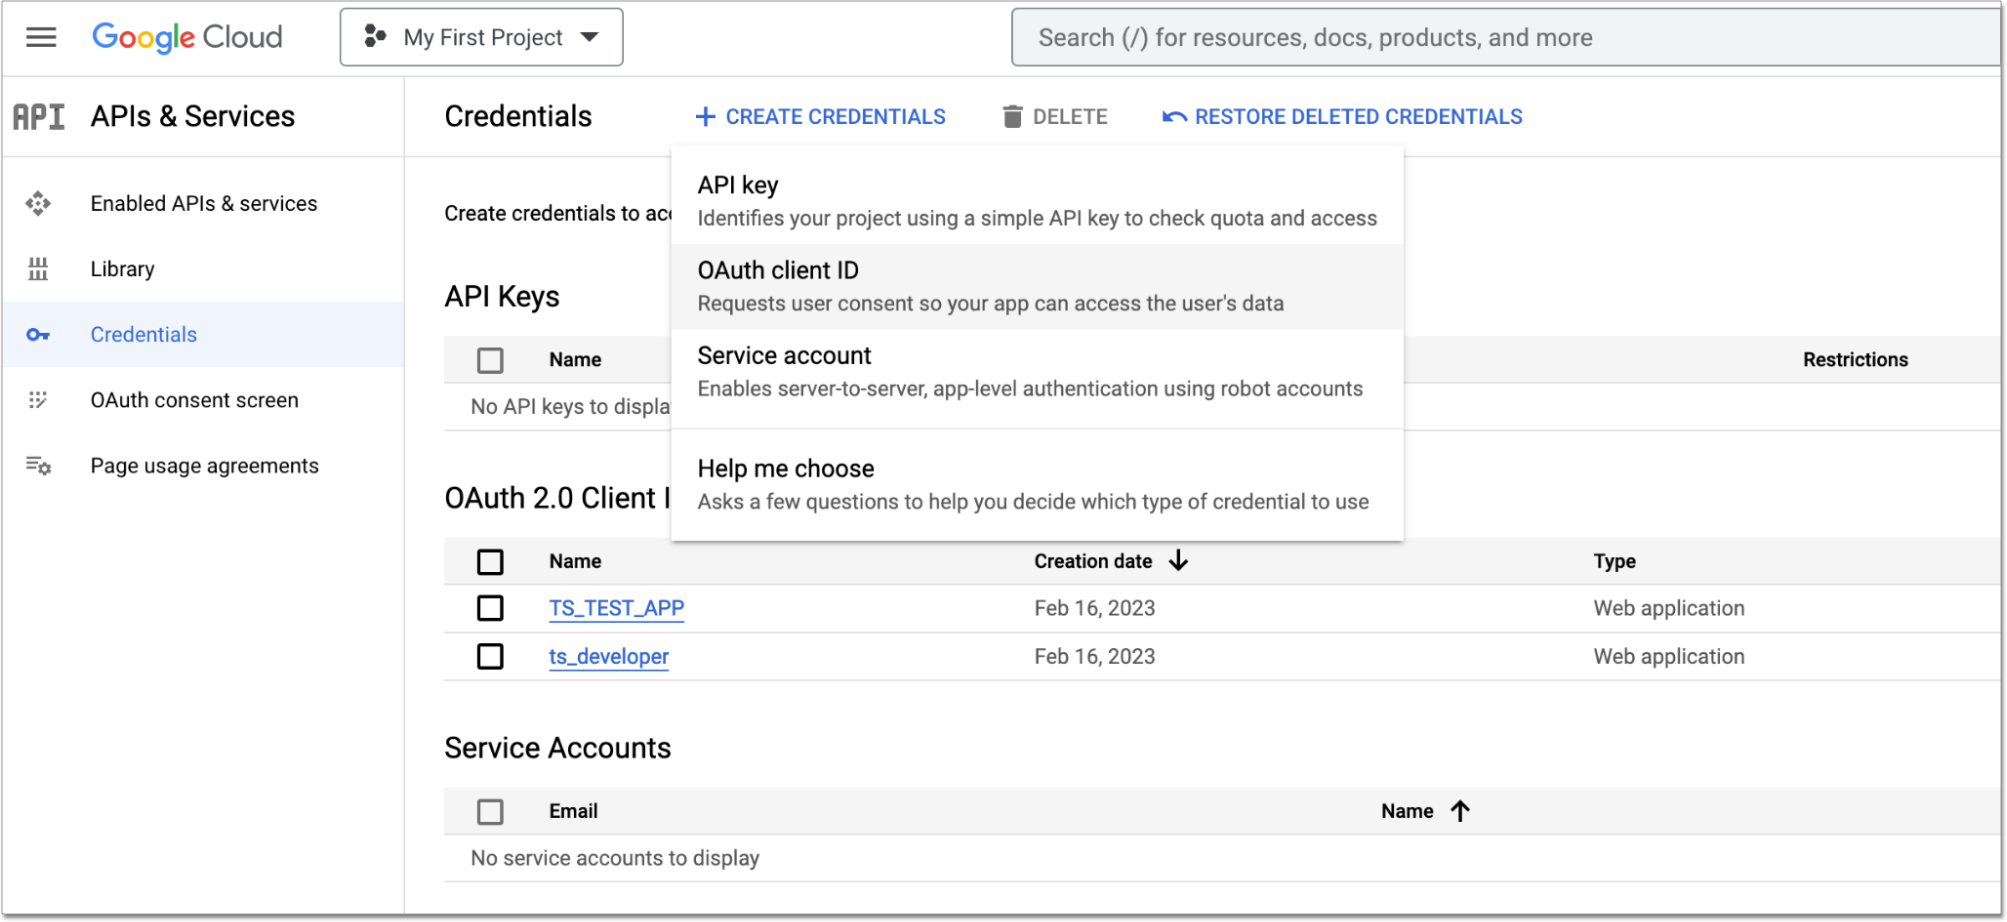 Google Cloud
My First Project
Search (/) for resources, docs, products, and more
API
APIs & Services
Credentials
CREATE CREDENTIALS
DELETE
RESTORE DELETED CREDENTIALS
Enabled APIs & services
Library
Credentials
OAuth consent screen
Page usage agreements
Create credentials to
API key
Identifies your project using a simple API key to check quota and access
OAuth client ID
Requests user consent so your app can access the user's data
Service account
Enables server-to-server, app-level authentication using robot accounts
Help me choose
Asks a few questions to help you decide which type of credential to use
API Keys
Name
Restrictions
No API keys to displa
OAuth 2.0 Client I
Name
Creation date
Type
TS_TEST_APP
Feb 16, 2023
Web application
ts_developer
Feb 16, 2023
Web application
Service Accounts
Email
Name
No service accounts to display